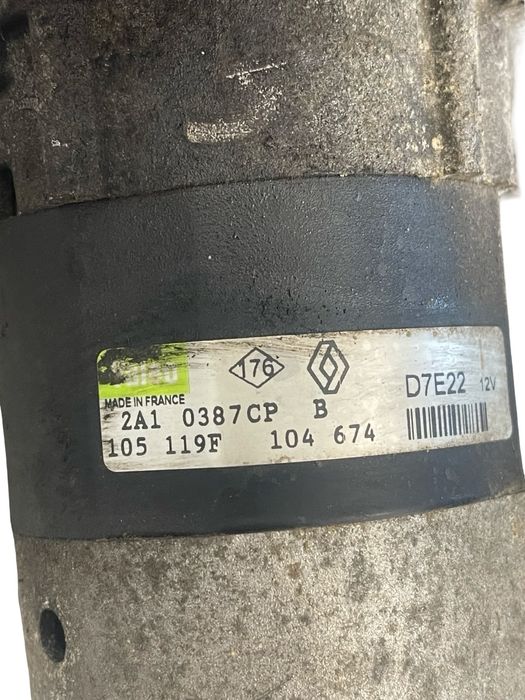 176
MADE IN FRANCE
D7E22 12V
2A1 0387CP B
105 119F 104 674